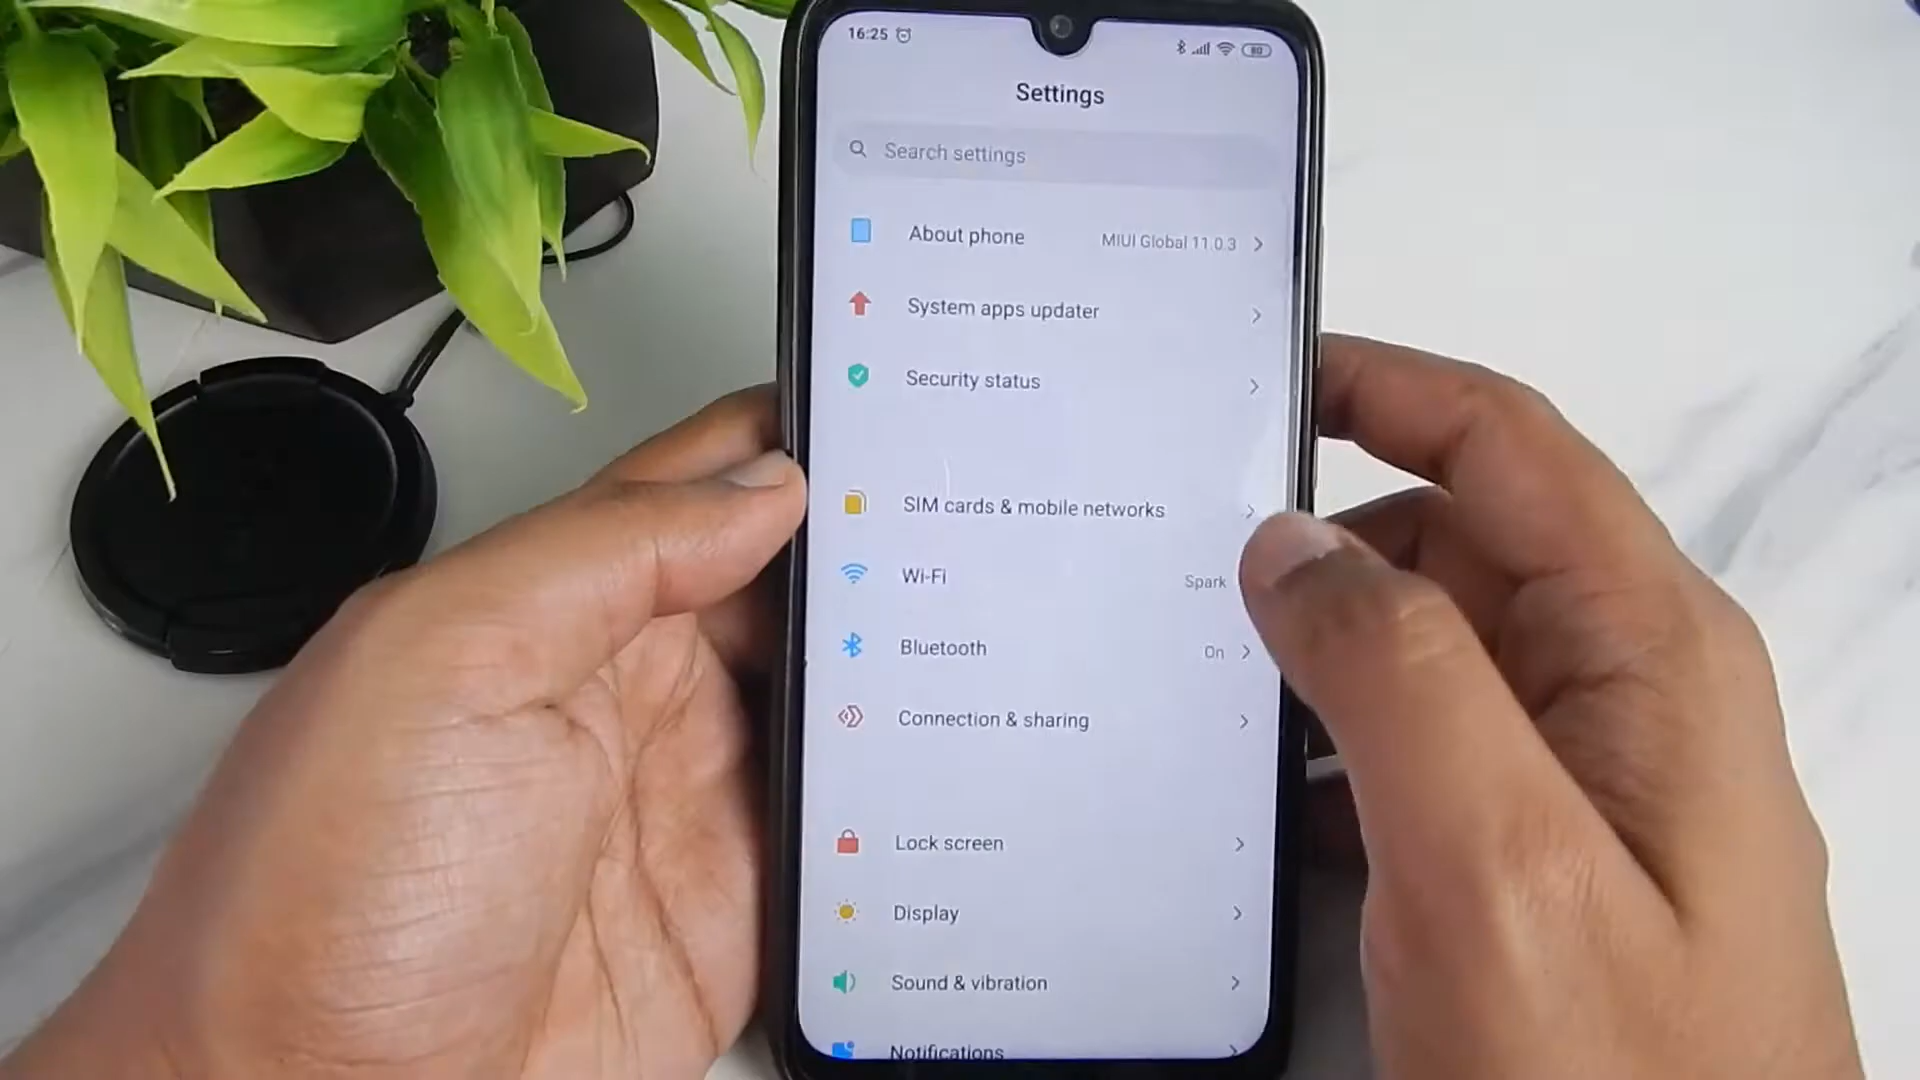 16:25
80
Settings
Search settings
About phone MIUI Global 11.0.3
System apps updater
Security status
SIM cards & mobile networks
Wi-Fi Spark
Bluetooth On
Connection & sharing
Lock screen
Display
Sound & vibration
Notifications